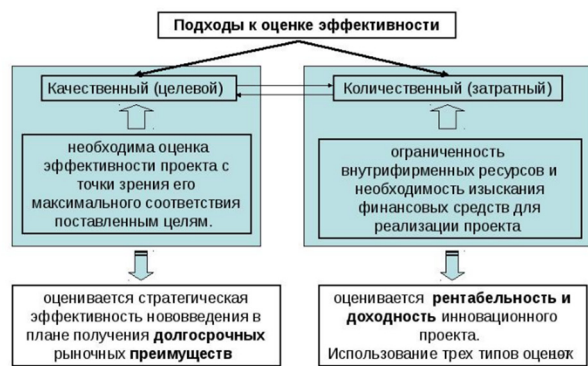 Подходы к оценке эффективности
Качественный (целевой)
Количественный (затратный)
необходима оценка
эффективности проекта с
точки зрения его
максимального соответствия
поставленным целям.
ограниченность
внутрифирменных ресурсов и
необходимость изыскания
финансовых средств для
реализации проекта
оценивается стратегическая
эффективность нововведения в
плане получения долгосрочных
рыночных преимуществ
оценивается рентабельность и
доходность инновационного
проекта.
Использование трех типов оценок